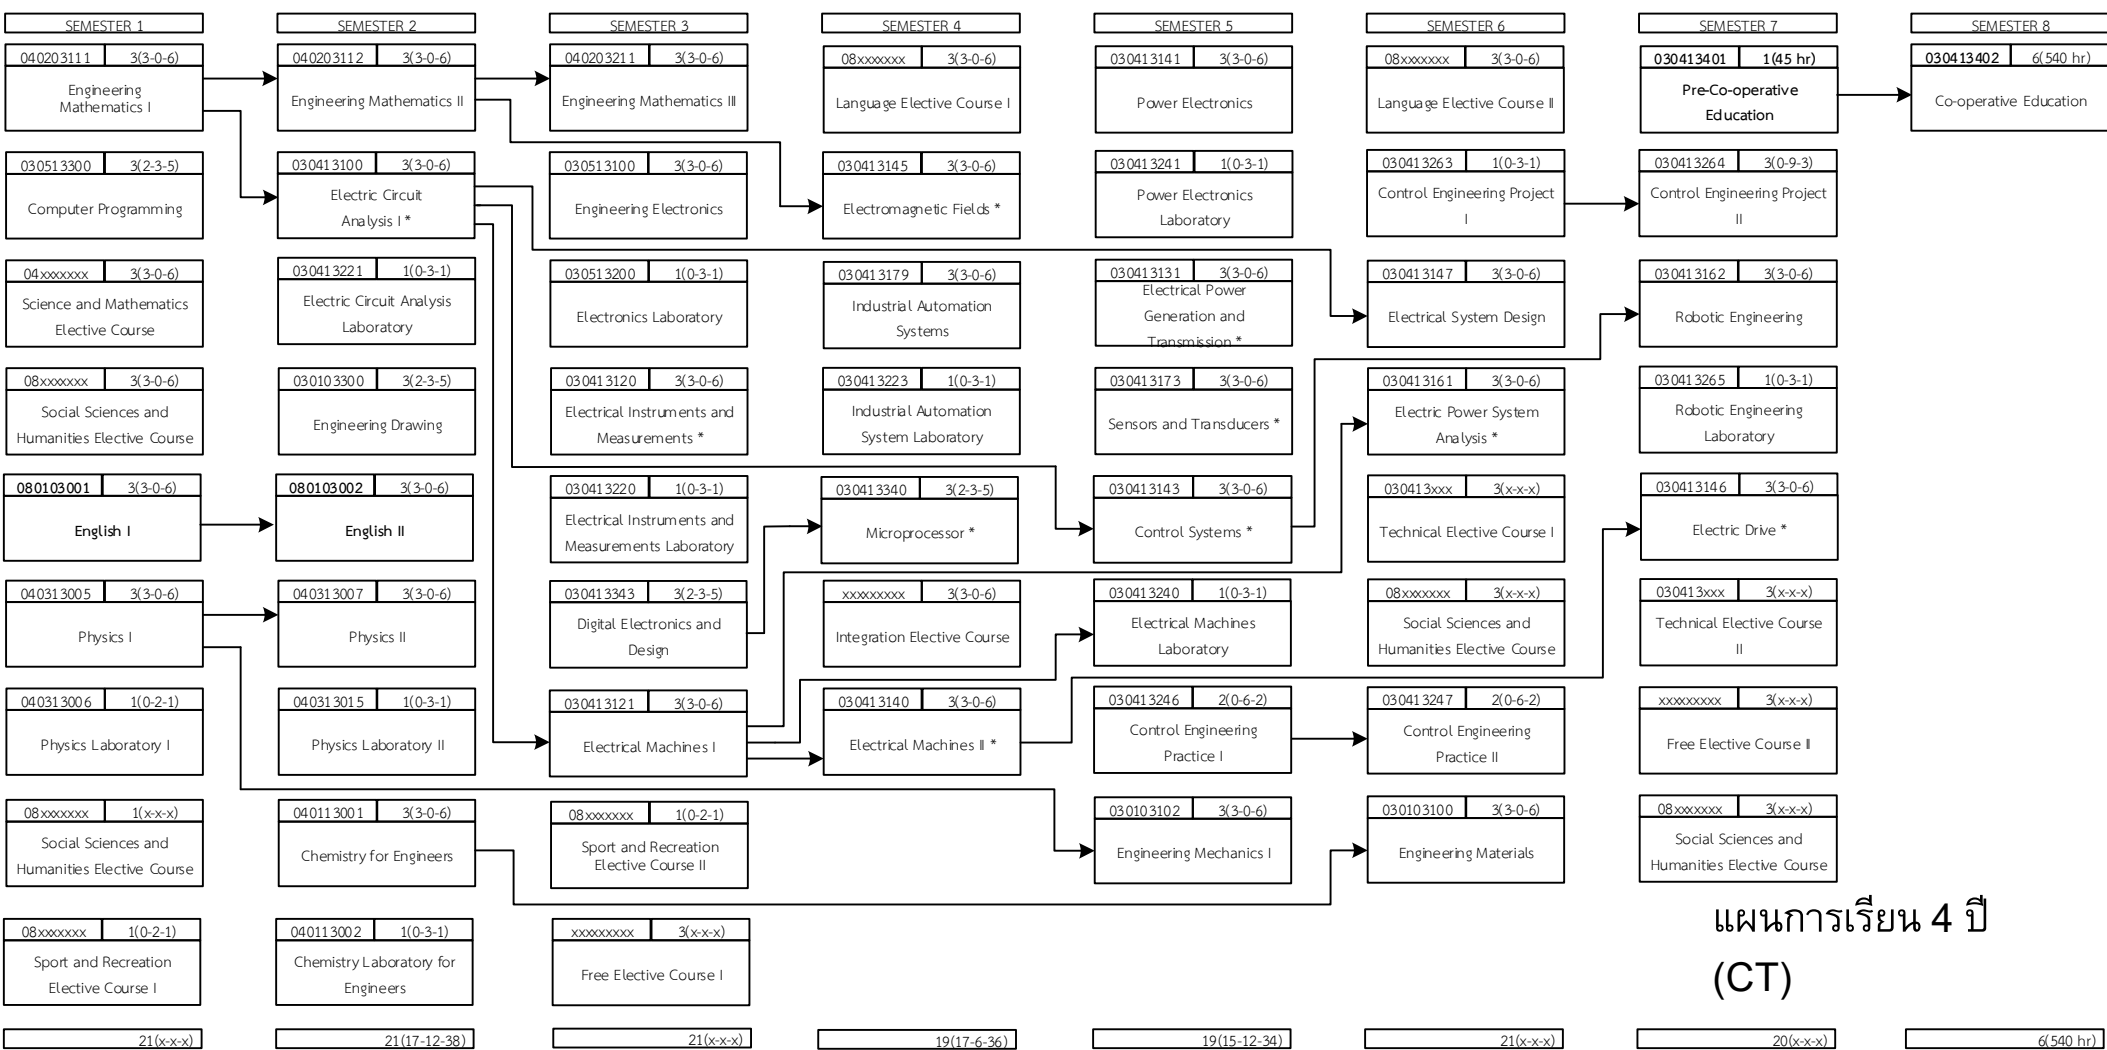 SEMESTER 1
040203111 3(3-0-6)
Engineering
Mathematics I
030513300 3(2-3-5)
Computer Programming
04xxxxxxx 3(3-0-6)
Science and Mathematics
Elective Course
08xxxxxxx 3(3-0-6)
Social Sciences and
Humanities Elective Course
080103001 3(3-0-6)
English I
040313005 3(3-0-6)
Physics I
040313006 1(0-2-1)
Physics Laboratory I
08xxxxxxx 1(x-x-x)
Social Sciences and
Humanities Elective Course
08xxxxxxx 1(0-2-1)
Sport and Recreation
Elective Course I
21(x-x-x)
SEMESTER 2
040203112 3(3-0-6)
Engineering Mathematics II
030413100 3(3-0-6)
Electric Circuit
Analysis I *
030413221 1(0-3-1)
Electric Circuit Analysis
Laboratory
030103300 3(2-3-5)
Engineering Drawing
080103002 3(3-0-6)
English II
040313007 3(3-0-6)
Physics II
040313015 1(0-3-1)
Physics Laboratory II
040113001 3(3-0-6)
Chemistry for Engineers
040113002 1(0-3-1)
Chemistry Laboratory for
Engineers
21(17-12-38)
SEMESTER 3
040203211 3(3-0-6)
Engineering Mathematics III
030513100 3(3-0-6)
Engineering Electronics
030513200 1(0-3-1)
Electronics Laboratory
030413120 3(3-0-6)
Electrical Instruments and
Measurements *
030413220 1(0-3-1)
Electrical Instruments and
Measurements Laboratory
030413343 3(2-3-5)
Digital Electronics and
Design
030413121 3(3-0-6)
Electrical Machines I
08xxxxxxx 1(0-2-1)
Sport and Recreation
Elective Course II
xxxxxxxxx 3(x-x-x)
Free Elective Course I
21(x-x-x)
SEMESTER 4
08xxxxxxx 3(3-0-6)
Language Elective Course I
030413145 3(3-0-6)
Electromagnetic Fields *
030413179 3(3-0-6)
Industrial Automation
Systems
030413223 1(0-3-1)
Industrial Automation
System Laboratory
030413340 3(2-3-5)
Microprocessor *
xxxxxxxxx 3(3-0-6)
Integration Elective Course
030413140 3(3-0-6)
Electrical Machines II *
19(17-6-36)
SEMESTER 5
030413141 3(3-0-6)
Power Electronics
030413241 1(0-3-1)
Power Electronics
Laboratory
030413131 3(3-0-6)
Electrical Power
Generation and
Transmission *
030413173 3(3-0-6)
Sensors and Transducers *
030413143 3(3-0-6)
Control Systems *
030413240 1(0-3-1)
Electrical Machines
Laboratory
030413246 2(0-6-2)
Control Engineering
Practice I
030103102 3(3-0-6)
Engineering Mechanics I
19(15-12-34)
SEMESTER 6
08xxxxxxx 3(3-0-6)
Language Elective Course II
030413263 1(0-3-1)
Control Engineering Project
I
030413147 3(3-0-6)
Electrical System Design
030413161 3(3-0-6)
Electric Power System
Analysis *
030413xxx 3(x-x-x)
Technical Elective Course I
08xxxxxxx 3(x-x-x)
Social Sciences and
Humanities Elective Course
030413247 2(0-6-2)
Control Engineering
Practice II
030103100 3(3-0-6)
Engineering Materials
21(x-x-x)
SEMESTER 7
030413401 1(45 hr)
Pre-Co-operative
Education
030413264 3(0-9-3)
Control Engineering Project
II
030413162 3(3-0-6)
Robotic Engineering
030413265 1(0-3-1)
Robotic Engineering
Laboratory
030413146 3(3-0-6)
Electric Drive *
030413xxx 3(x-x-x)
Technical Elective Course
II
xxxxxxxxx 3(x-x-x)
Free Elective Course II
08xxxxxxx 3(x-x-x)
Social Sciences and
Humanities Elective Course
20(x-x-x)
SEMESTER 8
030413402 6(540 hr)
Co-operative Education
6(540 hr)
แผนการเรียน 4 ปี
(CT)